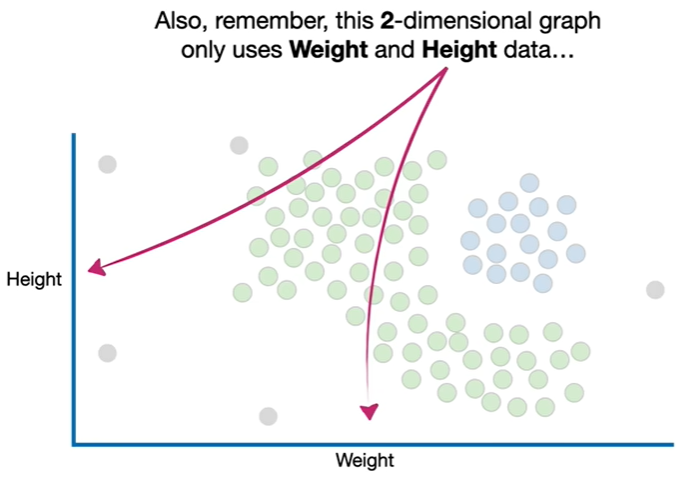 Also, remember, this 2-dimensional graph
only uses Weight and Height data...
Height
Weight